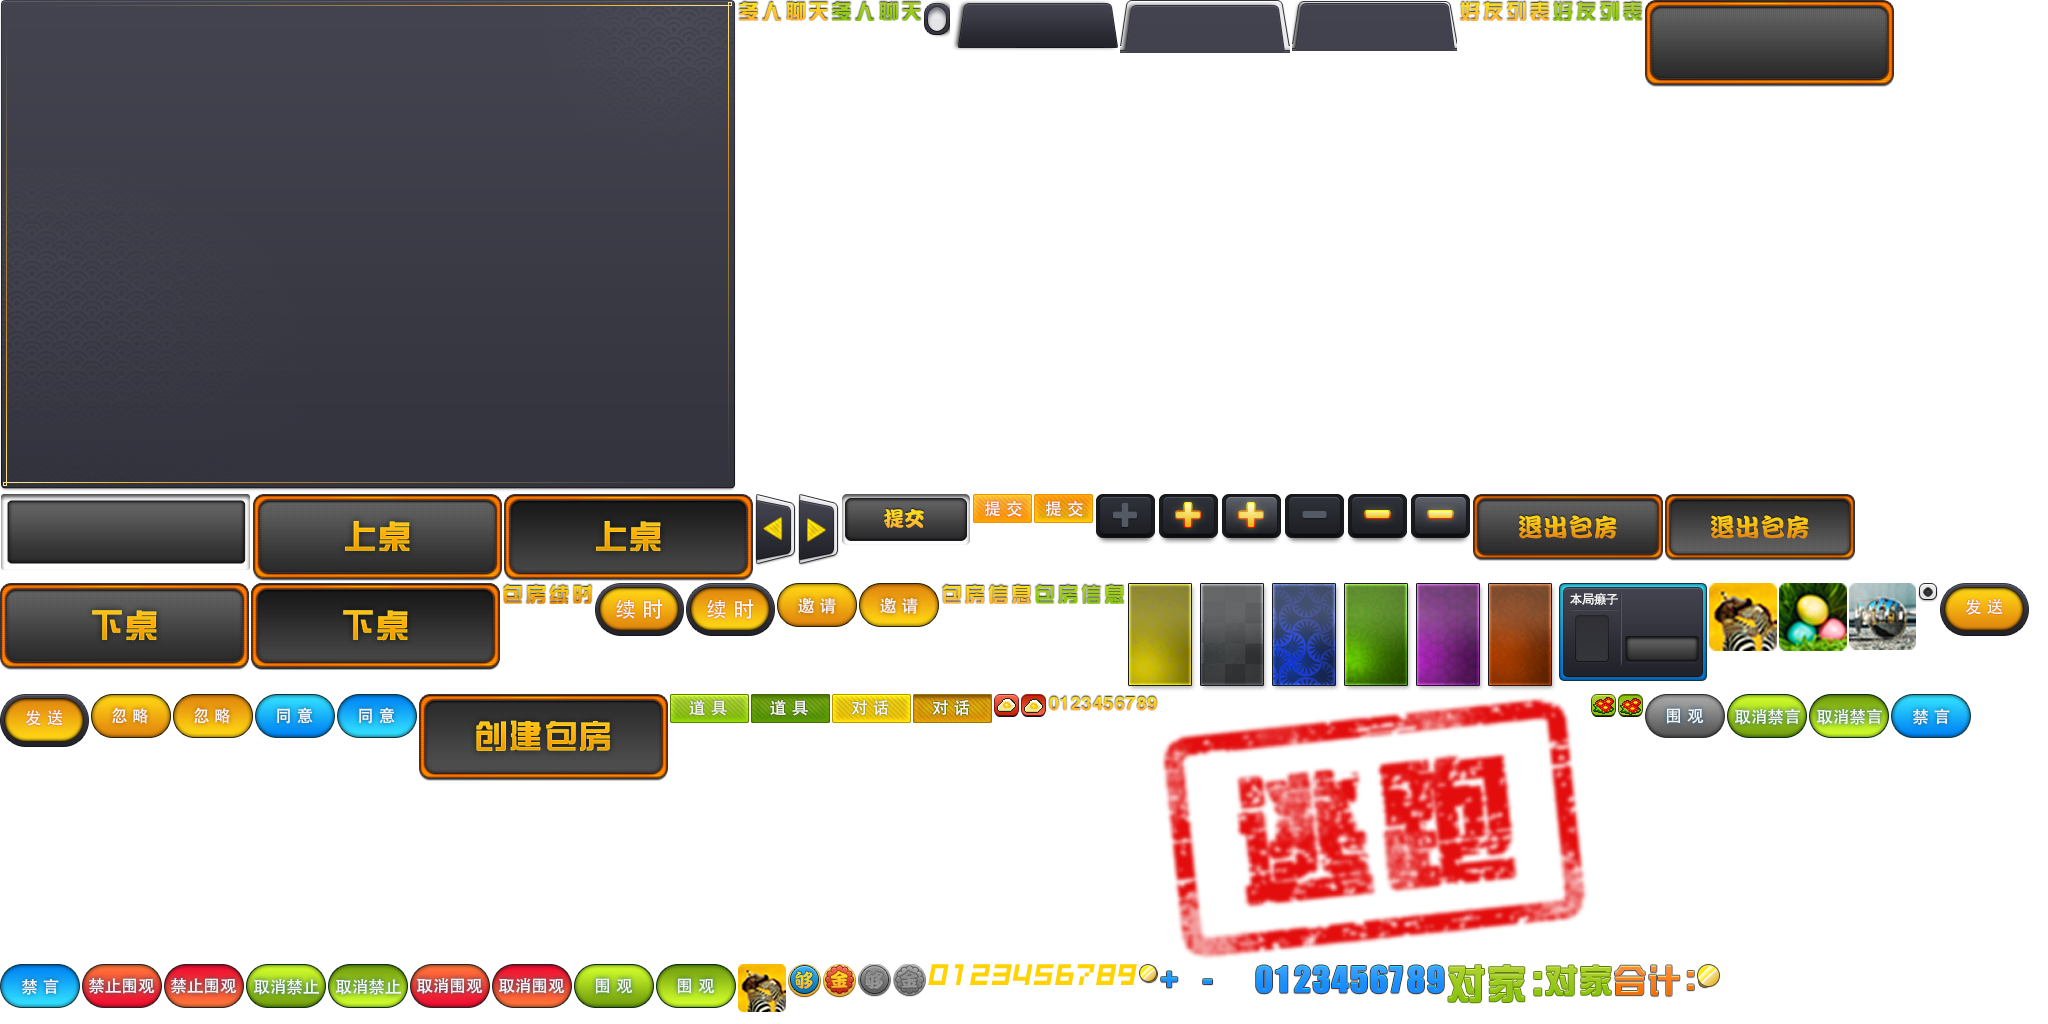 多人聊天多人聊天 好友列表好友列表
上桌 上桌 提交 提交 提交 退出包房 退出包房
下桌 下桌 包房续时 续时 续时 邀请 邀请 包房信息包房信息 本局癞子 发送
发送 忽略 忽略 同意 同意 创建包房 道具 道具 对话 对话 0123456789 围观 取消禁言 取消禁言 禁言
逃跑
禁言 禁止围观 禁止围观 取消禁止 取消禁止 取消围观 取消围观 围观 围观 够 金 够 金 0123456789 + - 0123456789 对家:对家合计: